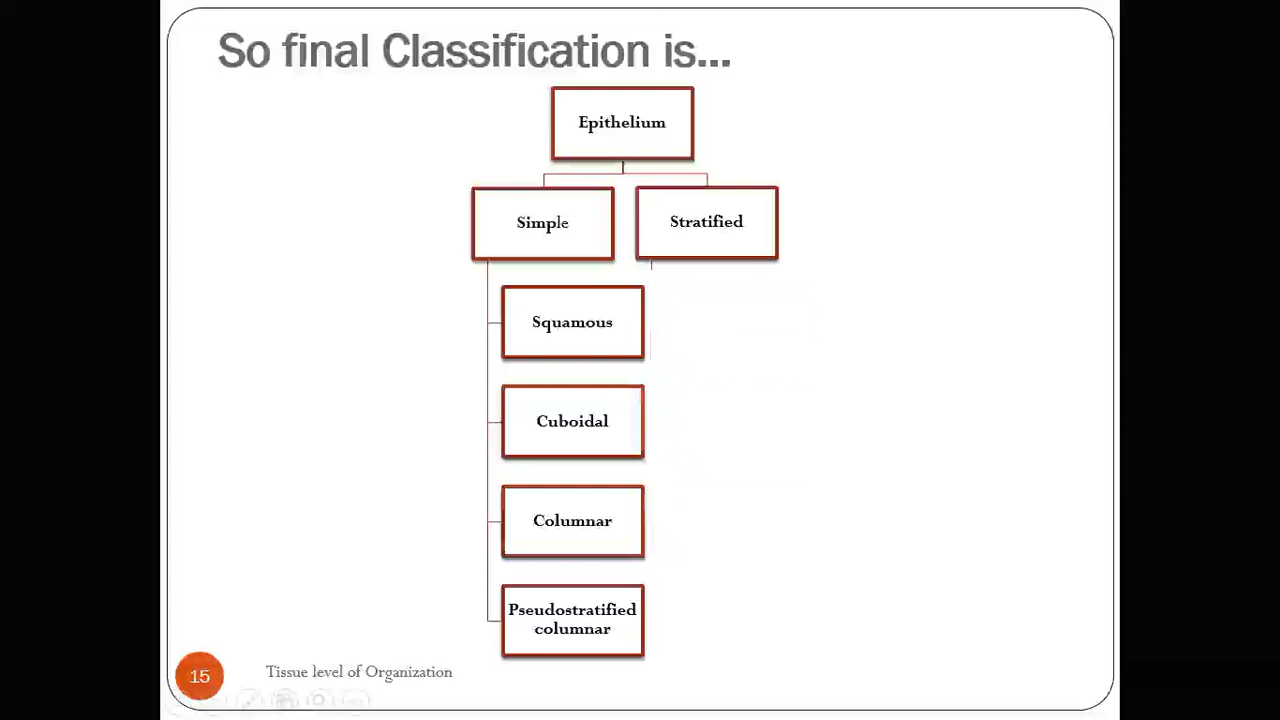 So final Classification is...
Epithelium
Simple
Stratified
Squamous
Cuboidal
Columnar
Pseudostratified
columnar
15
Tissue level of Organization